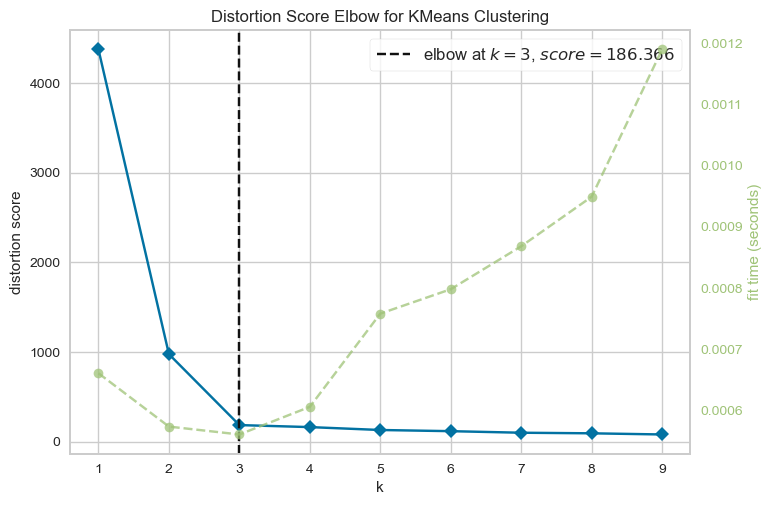 Distortion Score Elbow for KMeans Clustering
elbow at k = 3, score = 186.366
distortion score
4000
3000
2000
1000
0
1 2 3 4 5 6 7 8 9
k
0.0012
0.0011
0.0010
0.0009
0.0008
0.0007
0.0006
fit time (seconds)